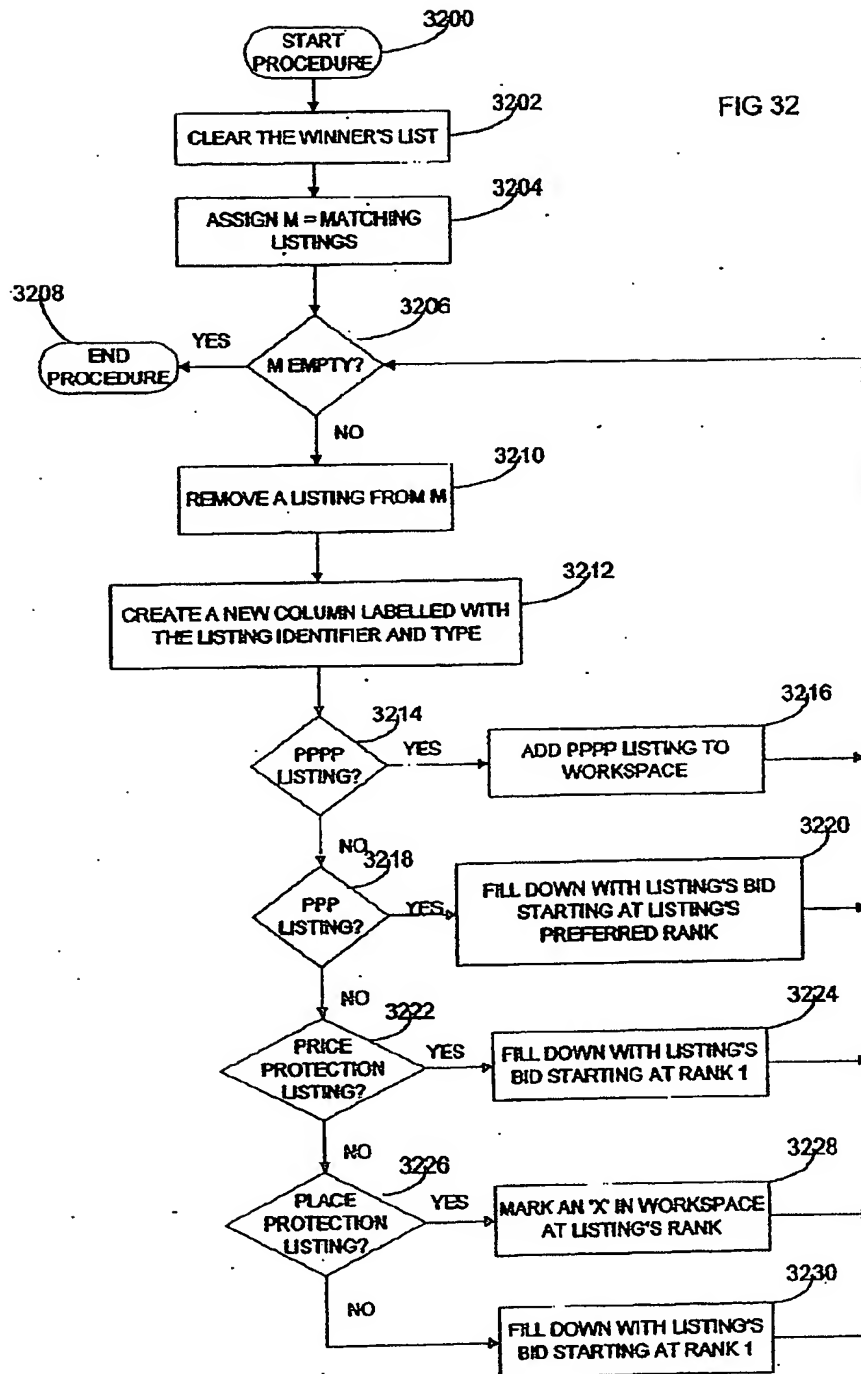 3200
START
PROCEDURE
FIG 32
3202
CLEAR THE WINNER'S LIST
3204
ASSIGN M = MATCHING
LISTINGS
3208
3206
END
PROCEDURE
YES
M EMPTY?
NO
3210
REMOVE A LISTING FROM M
3212
CREATE A NEW COLUMN LABELLED WITH
THE LISTING IDENTIFIER AND TYPE
3214
3216
PPPP
LISTING?
YES
ADD PPPP LISTING TO
WORKSPACE
NO
3218
3220
PPP
LISTING?
YES
FILL DOWN WITH LISTING'S BID
STARTING AT LISTING'S
PREFERRED RANK
NO
3222
3224
PRICE
PROTECTION
LISTING?
YES
FILL DOWN WITH LISTING'S
BID STARTING AT RANK 1
NO
3226
3228
PLACE
PROTECTION
LISTING?
YES
MARK AN 'X' IN WORKSPACE
AT LISTING'S RANK
NO
3230
FILL DOWN WITH LISTING'S
BID STARTING AT RANK 1